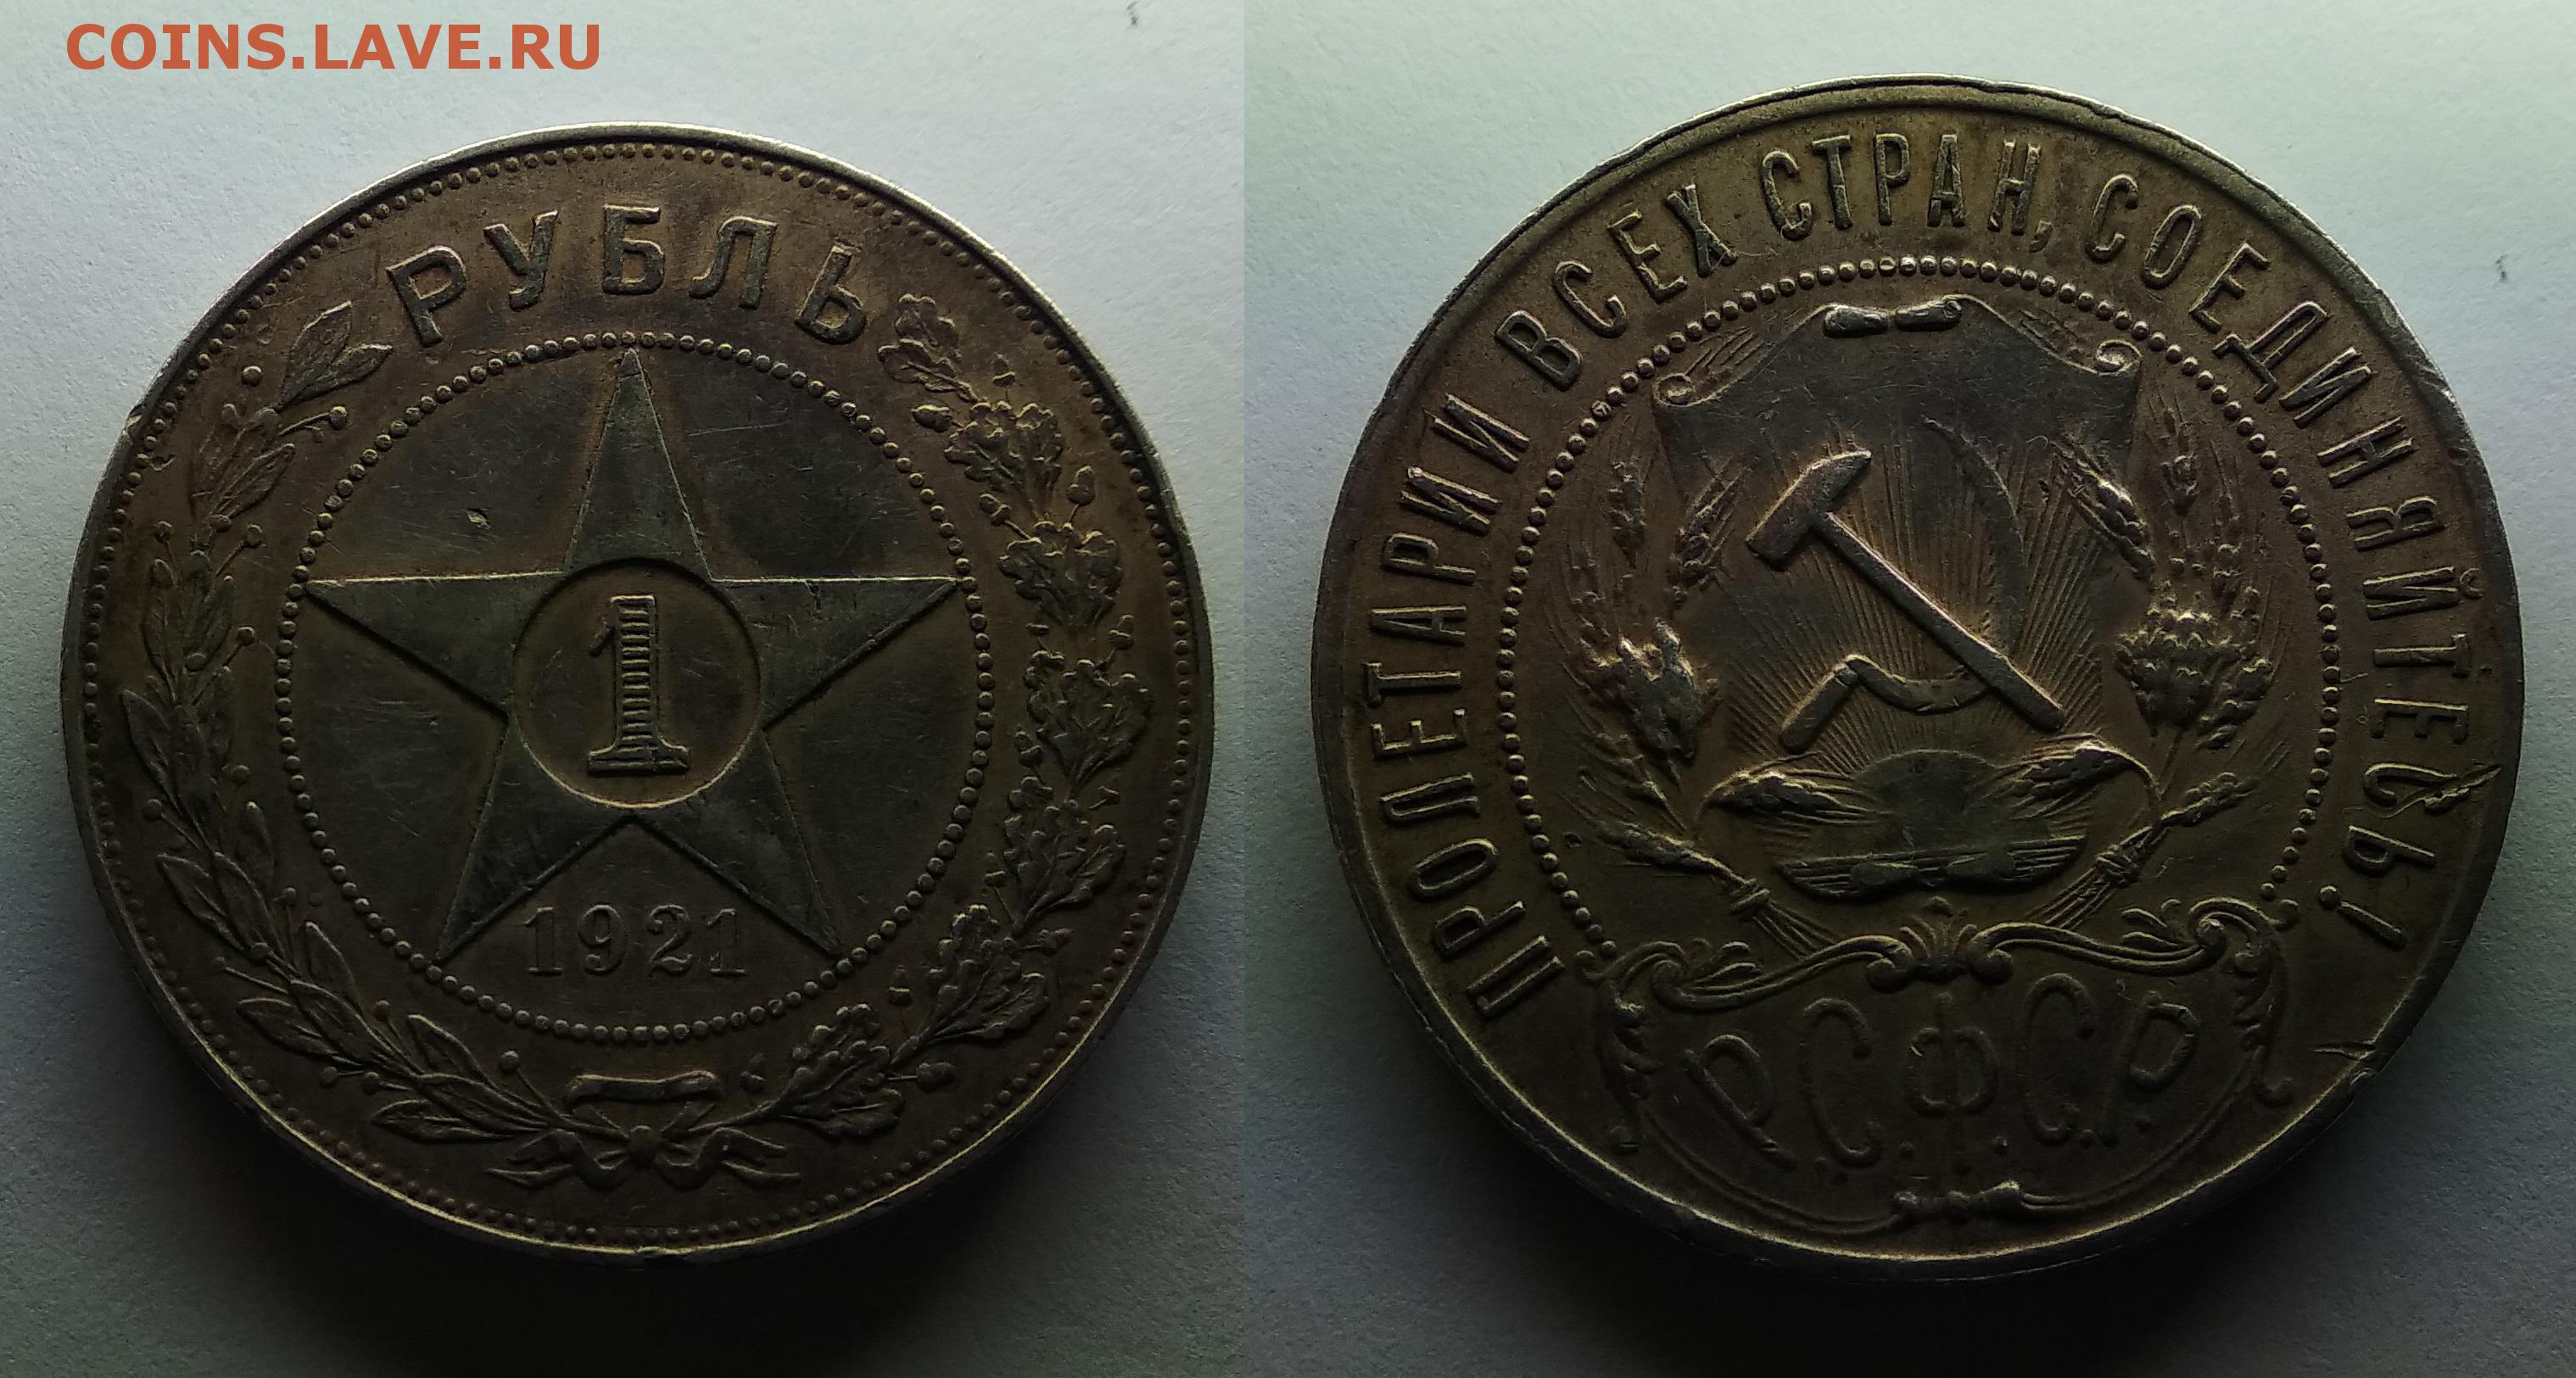 COINS.LAVE.RU
РУБЛЬ
1
1921
ПРОЛЕТАРИИ ВСЕХ СТРАН, СОЕДИНЯЙТЕСЬ!
Р.С.Ф.С.Р.